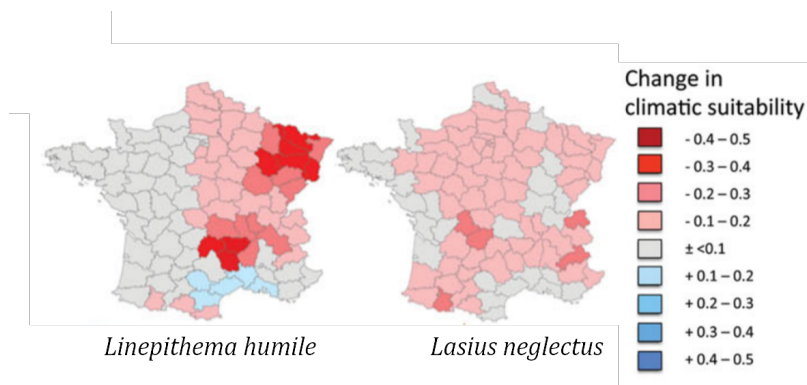 Change in
climatic suitability
- 0.4 – 0.5
- 0.3 – 0.4
- 0.2 – 0.3
- 0.1 – 0.2
± <0.1
+ 0.1 – 0.2
+ 0.2 – 0.3
+ 0.3 – 0.4
+ 0.4 – 0.5
Linepithema humile
Lasius neglectus